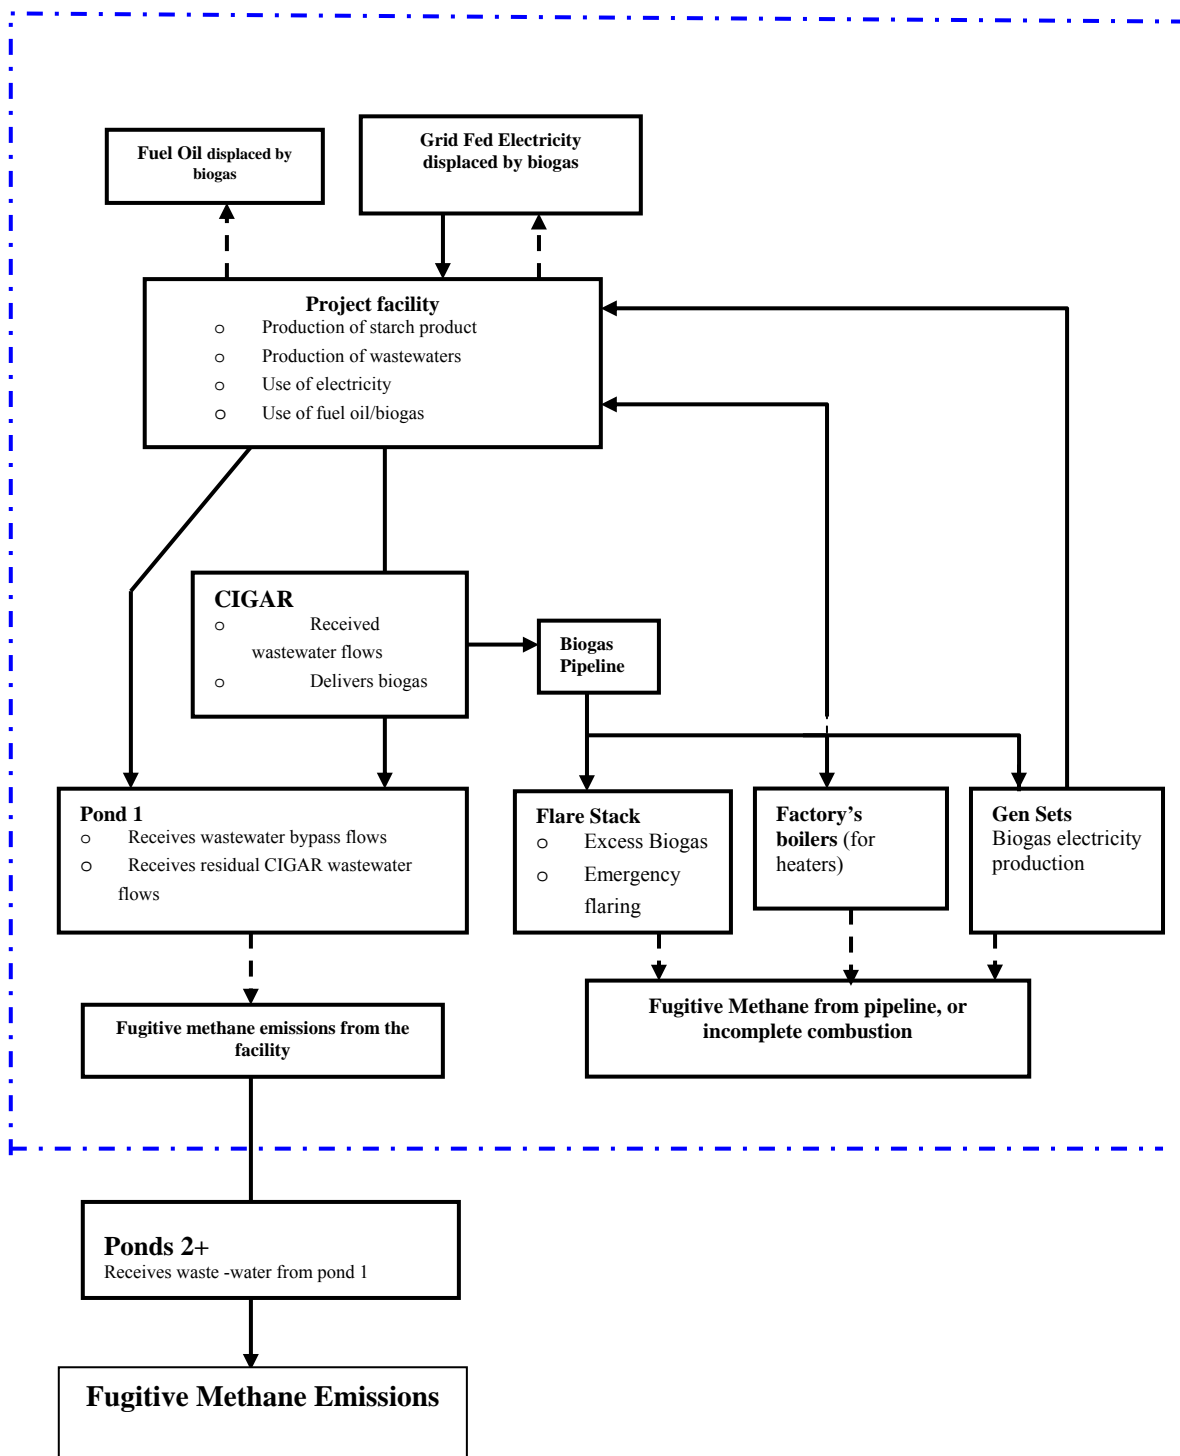 Fuel Oil displaced by
biogas
Grid Fed Electricity
displaced by biogas
Project facility
o Production of starch product
o Production of wastewaters
o Use of electricity
o Use of fuel oil/biogas
CIGAR
o Received
wastewater flows
o Delivers biogas
Biogas
Pipeline
Pond 1
o Receives wastewater bypass flows
o Receives residual CIGAR wastewater
flows
Flare Stack
o Excess Biogas
o Emergency
flaring
Factory's
boilers (for
heaters)
Gen Sets
Biogas electricity
production
Fugitive methane emissions from the
facility
Fugitive Methane from pipeline, or
incomplete combustion
Ponds 2+
Receives waste -water from pond 1
Fugitive Methane Emissions